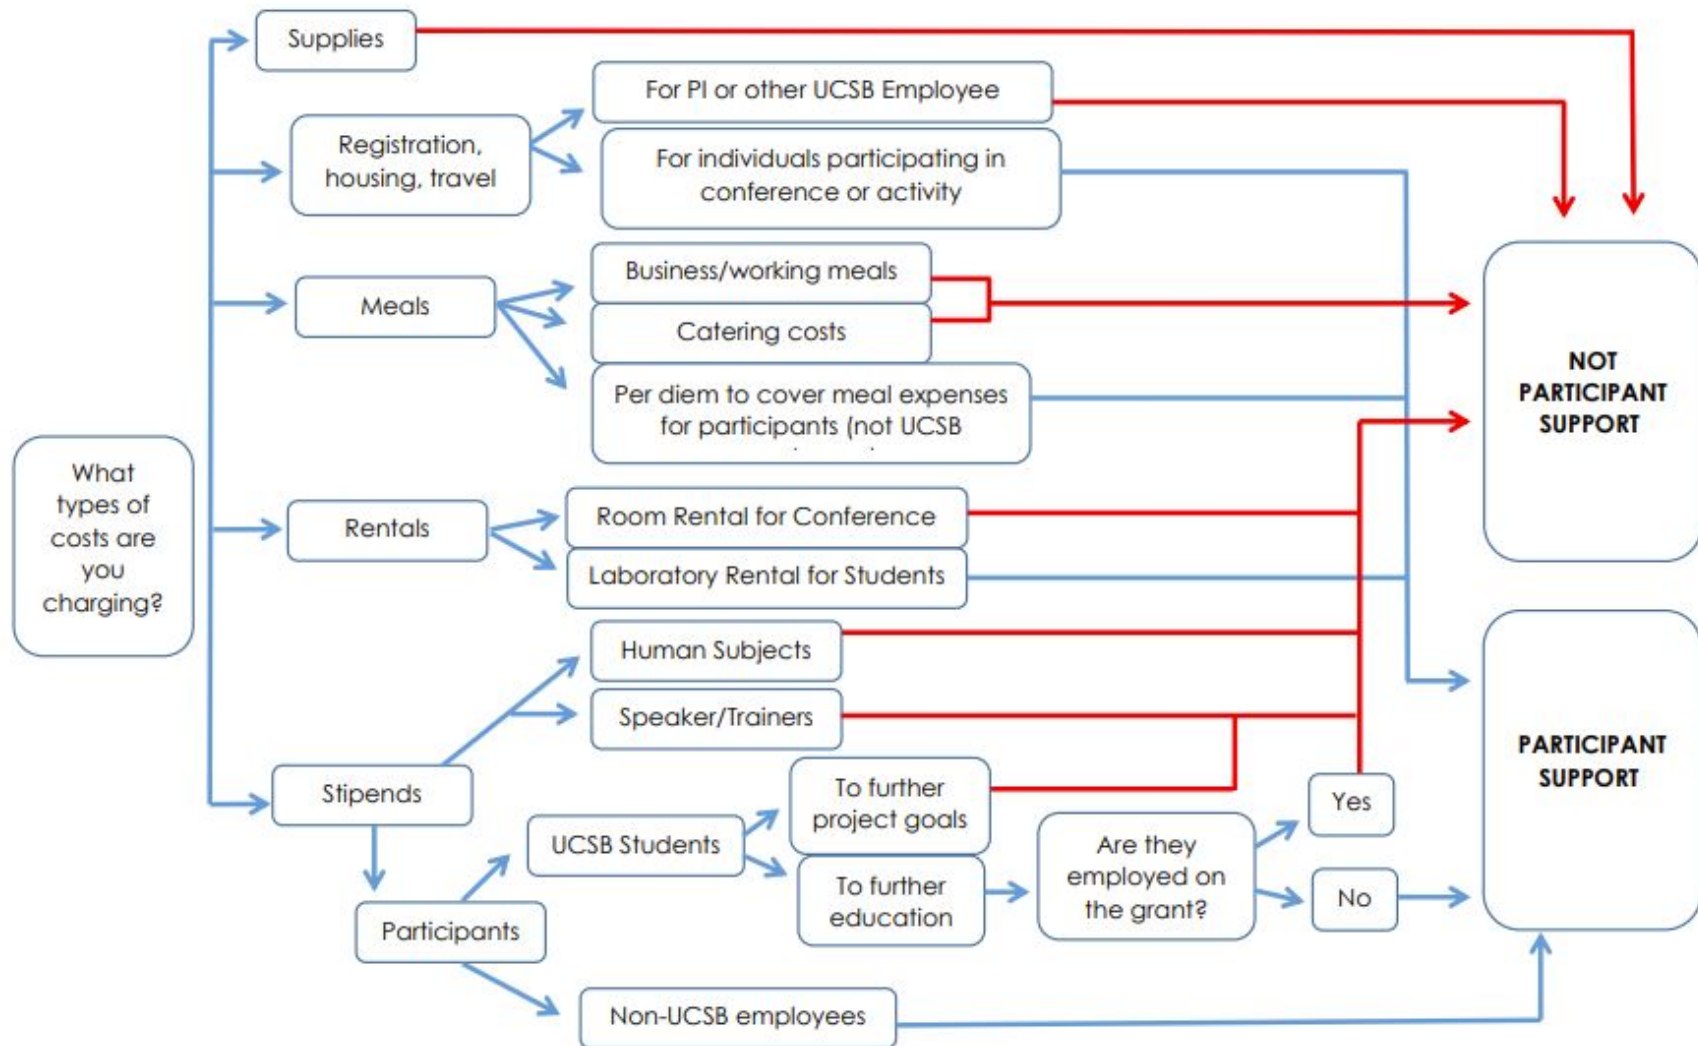 Supplies
For PI or other UCSB Employee
Registration,
housing, travel
For individuals participating in
conference or activity
Business/working meals
Meals
Catering costs
Per diem to cover meal expenses
for participants (not UCSB
NOT
PARTICIPANT
SUPPORT
What
types of
costs are
you
charging?
Rentals
Room Rental for Conference
Laboratory Rental for Students
Human Subjects
Speaker/Trainers
PARTICIPANT
SUPPORT
Stipends
To further
project goals
Yes
UCSB Students
Are they
employed on
the grant?
To further
education
No
Participants
Non-UCSB employees